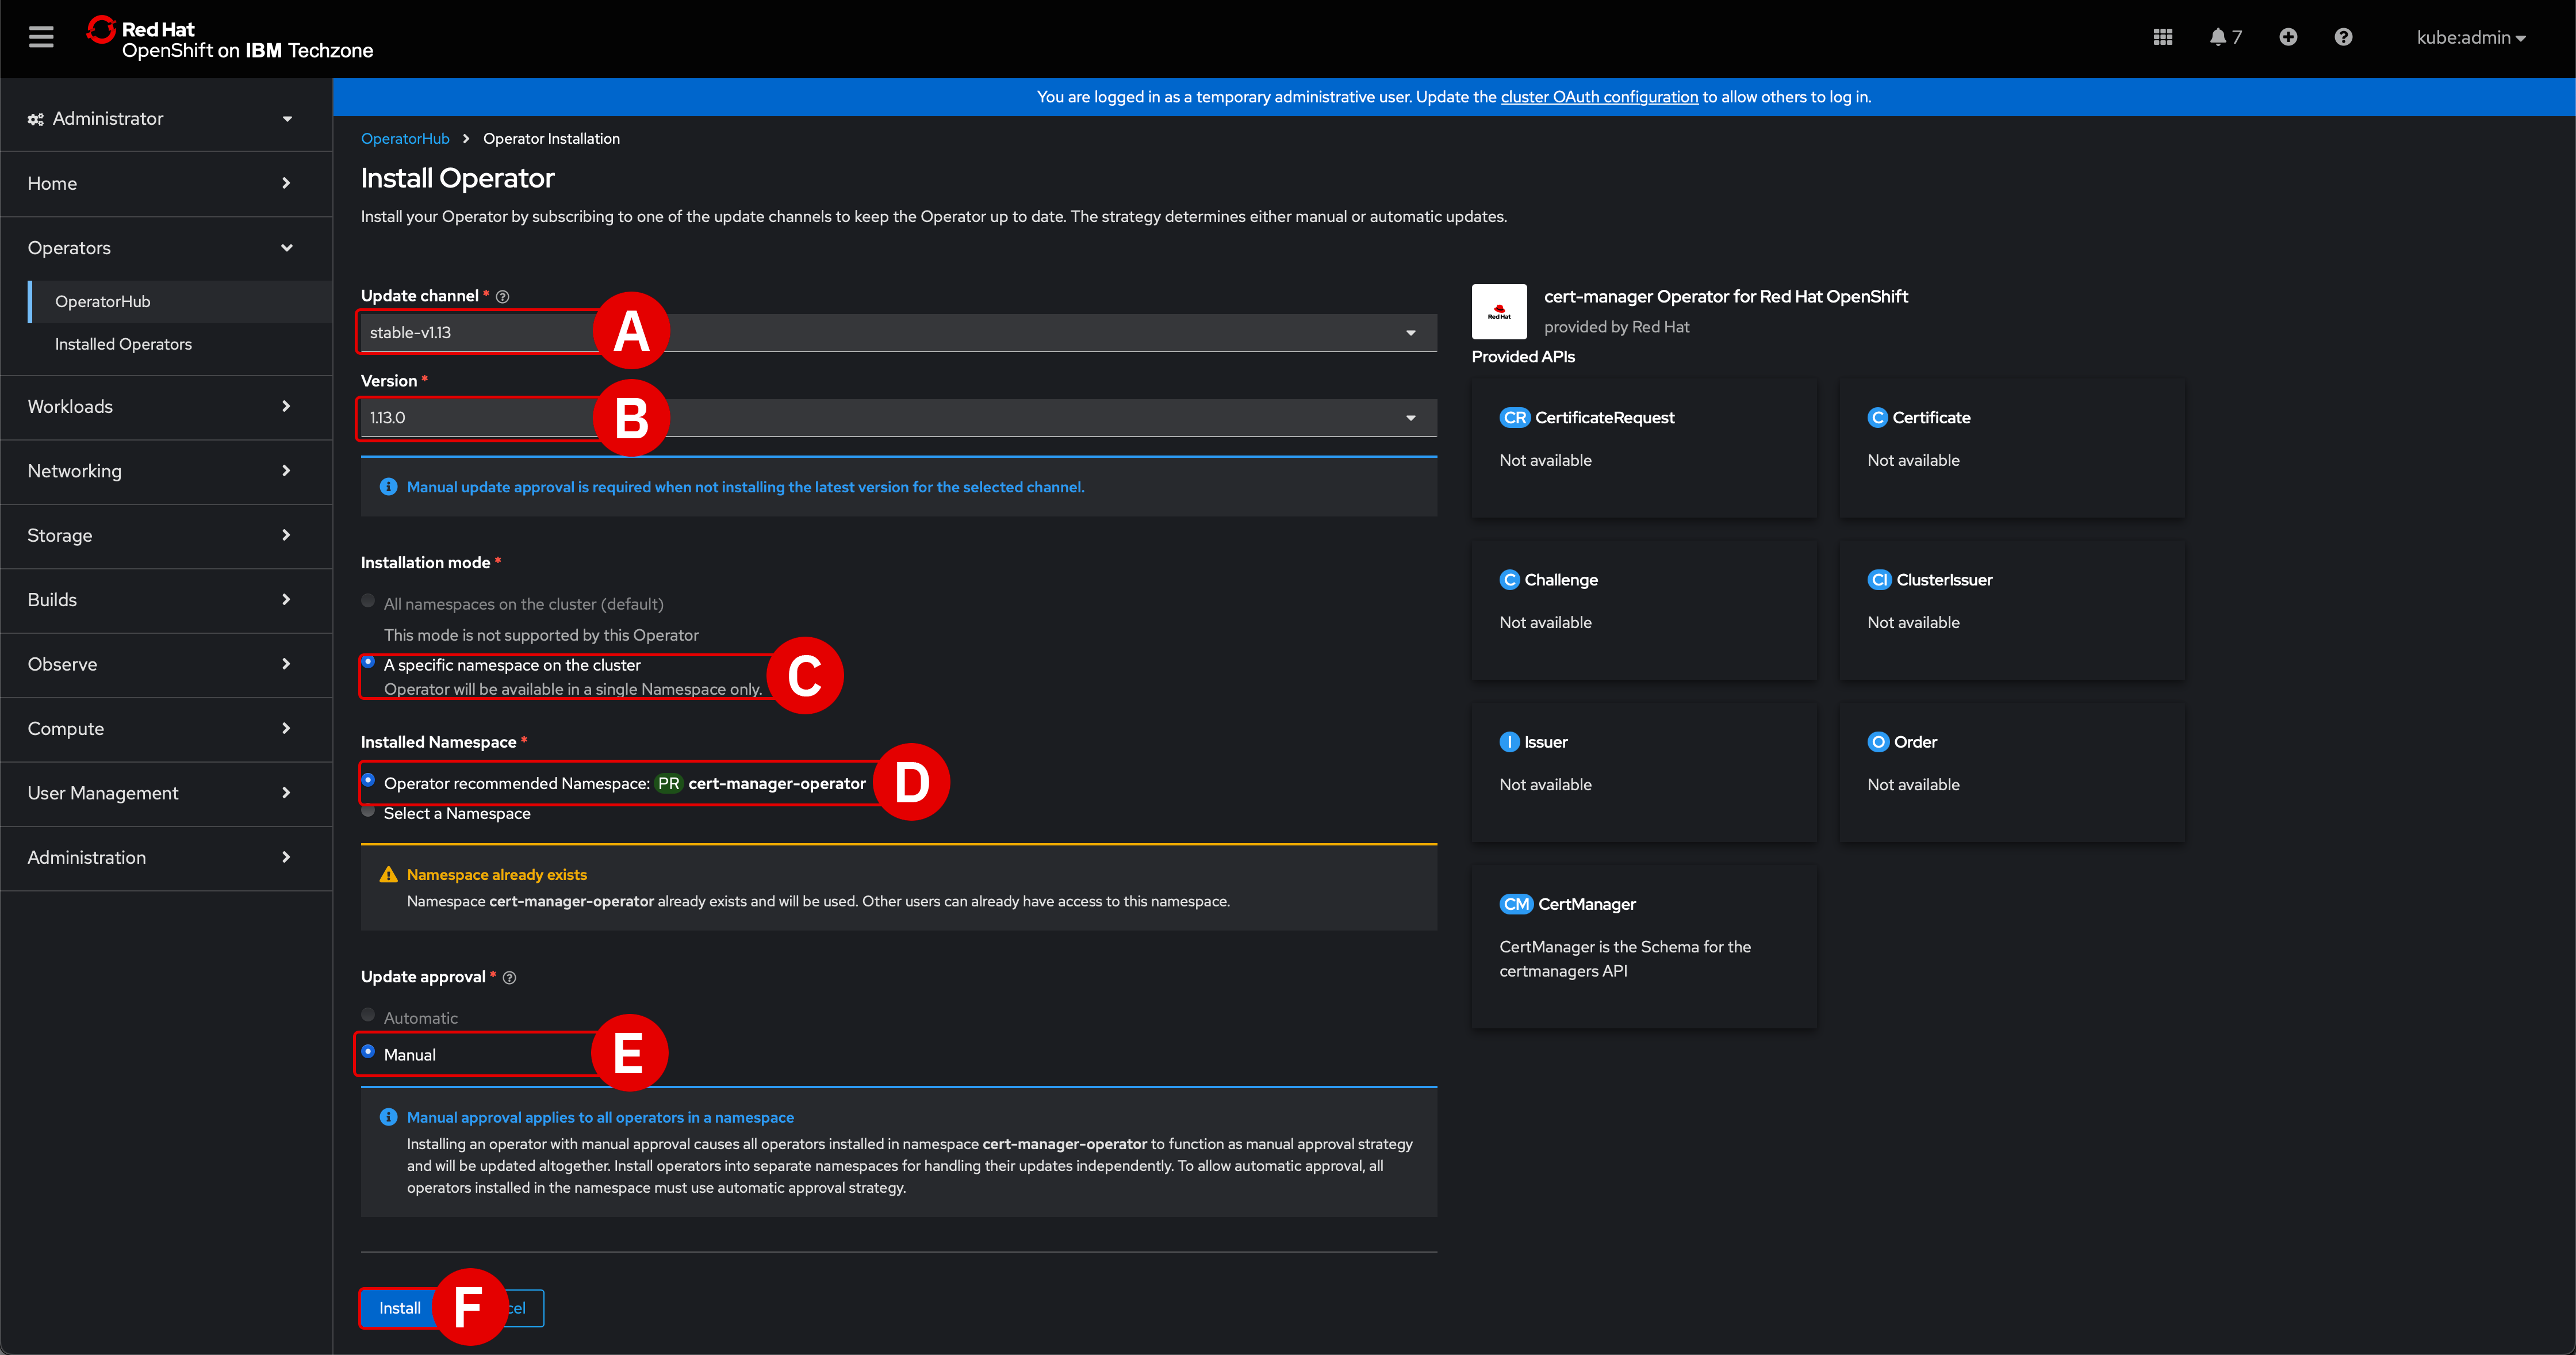 Red Hat
OpenShift on IBM Techzone
7
kube:admin
You are logged in as a temporary administrative user. Update the cluster OAuth configuration to allow others to log in.
Administrator
Home
Operators
OperatorHub
Installed Operators
Workloads
Networking
Storage
Builds
Observe
Compute
User Management
Administration
OperatorHub > Operator Installation
Install Operator
Install your Operator by subscribing to one of the update channels to keep the Operator up to date. The strategy determines either manual or automatic updates.
Update channel *
stable-v1.13
A
Version *
1.13.0
B
Manual update approval is required when not installing the latest version for the selected channel.
Installation mode *
All namespaces on the cluster (default)
This mode is not supported by this Operator
A specific namespace on the cluster
Operator will be available in a single Namespace only.
C
Installed Namespace *
Operator recommended Namespace: PR cert-manager-operator
D
Select a Namespace
Namespace already exists
Namespace cert-manager-operator already exists and will be used. Other users can already have access to this namespace.
Update approval *
Automatic
Manual
E
Manual approval applies to all operators in a namespace
Installing an operator with manual approval causes all operators installed in namespace cert-manager-operator to function as manual approval strategy
and will be updated altogether. Install operators into separate namespaces for handling their updates independently. To allow automatic approval, all
operators installed in the namespace must use automatic approval strategy.
Install
F
cel
Red Hat
cert-manager Operator for Red Hat OpenShift
provided by Red Hat
Provided APIs
CR CertificateRequest
Not available
C Certificate
Not available
C Challenge
Not available
CI ClusterIssuer
Not available
I Issuer
Not available
O Order
Not available
CM CertManager
CertManager is the Schema for the
certmanagers API